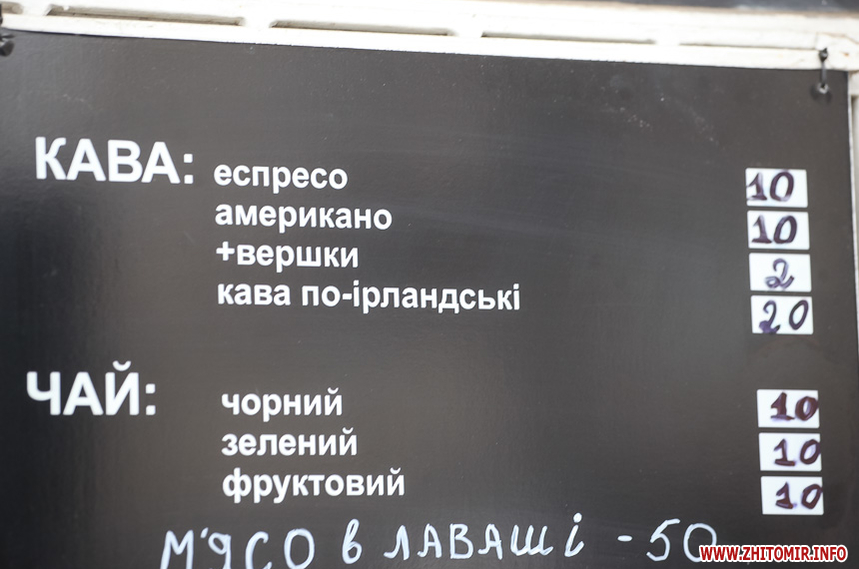 КАВА: еспресо 10
американо 10
+вершки 2
кава по-ірландські 20
ЧАЙ:
чорний 10
зелений 10
фруктовий 10
м'ясо в лаваші - 50
WWW.ZHITOMIR.INFO